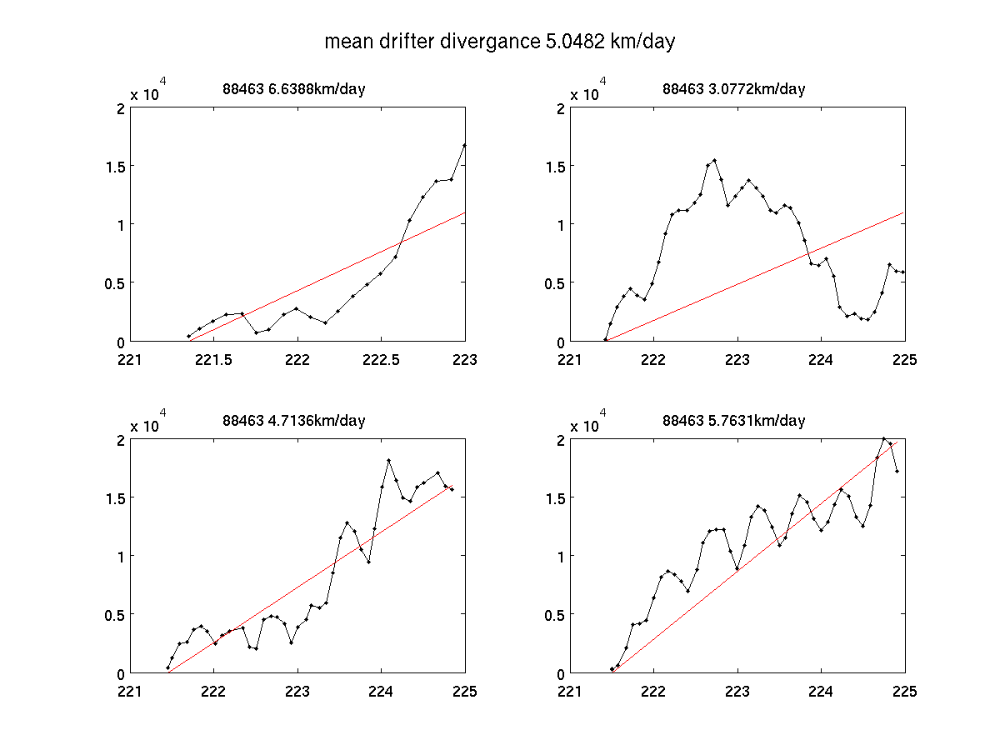 mean drifter divergance 5.0482 km/day
88463 6.6388km/day
x 10^4
2
1.5
1
0.5
0
221 221.5 222 222.5 223
88463 3.0772km/day
x 10^4
2
1.5
1
0.5
0
221 222 223 224 225
88463 4.7136km/day
x 10^4
2
1.5
1
0.5
0
221 222 223 224 225
88463 5.7631km/day
x 10^4
2
1.5
1
0.5
0
221 222 223 224 225